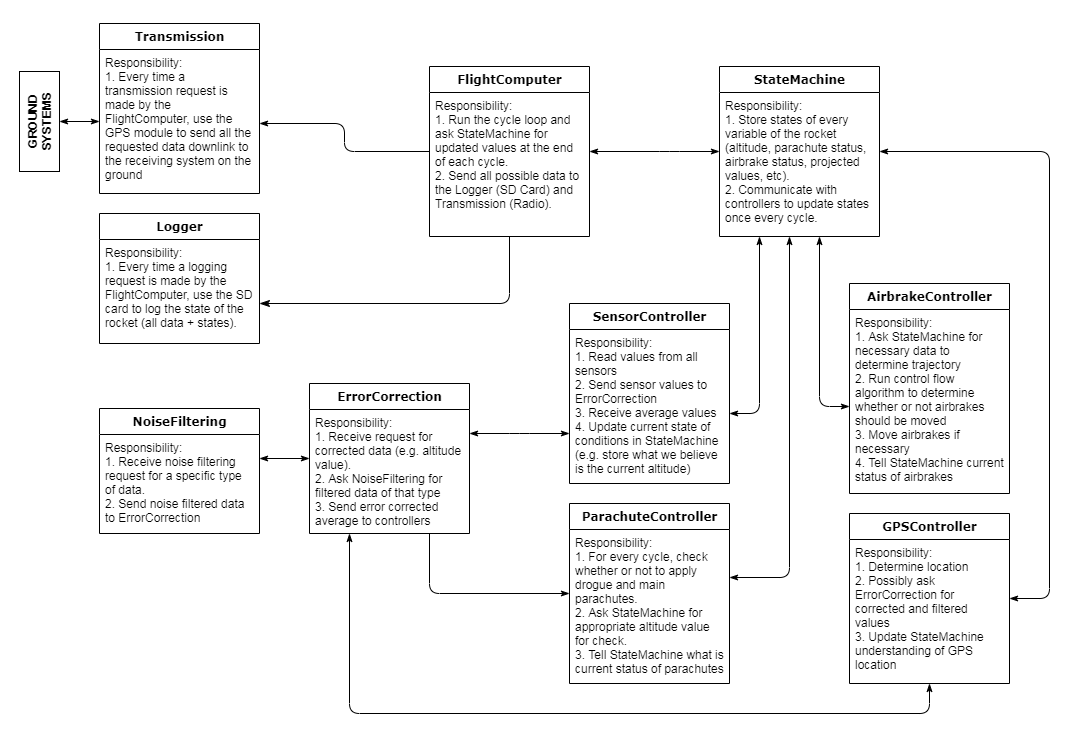 GROUND
SYSTEMS
Transmission
Responsibility:
1. Every time a
transmission request is
made by the
FlightComputer, use the
GPS module to send all the
requested data downlink to
the receiving system on the
ground
Logger
Responsibility:
1. Every time a logging
request is made by the
FlightComputer, use the SD
card to log the state of the
rocket (all data + states).
FlightComputer
Responsibility:
1. Run the cycle loop and
ask StateMachine for
updated values at the end
of each cycle.
2. Send all possible data to
the Logger (SD Card) and
Transmission (Radio).
StateMachine
Responsibility:
1. Store states of every
variable of the rocket
(altitude, parachute status,
airbrake status, projected
values, etc).
2. Communicate with
controllers to update states
once every cycle.
NoiseFiltering
Responsibility:
1. Receive noise filtering
request for a specific type
of data.
2. Send noise filtered data
to ErrorCorrection
ErrorCorrection
Responsibility:
1. Receive request for
corrected data (e.g. altitude
value).
2. Ask NoiseFiltering for
filtered data of that type
3. Send error corrected
average to controllers
SensorController
Responsibility:
1. Read values from all
sensors
2. Send sensor values to
ErrorCorrection
3. Receive average values
4. Update current state of
conditions in StateMachine
(e.g. store what we believe
is the current altitude)
AirbrakeController
Responsibility:
1. Ask StateMachine for
necessary data to
determine trajectory
2. Run control flow
algorithm to determine
whether or not airbrakes
should be moved
3. Move airbrakes if
necessary
4. Tell StateMachine current
status of airbrakes
ParachuteController
Responsibility:
1. For every cycle, check
whether or not to apply
drogue and main
parachutes.
2. Ask StateMachine for
appropriate altitude value
for check.
3. Tell StateMachine what is
current status of parachutes
GPSController
Responsibility:
1. Determine location
2. Possibly ask
ErrorCorrection for
corrected and filtered
values
3. Update StateMachine
understanding of GPS
location